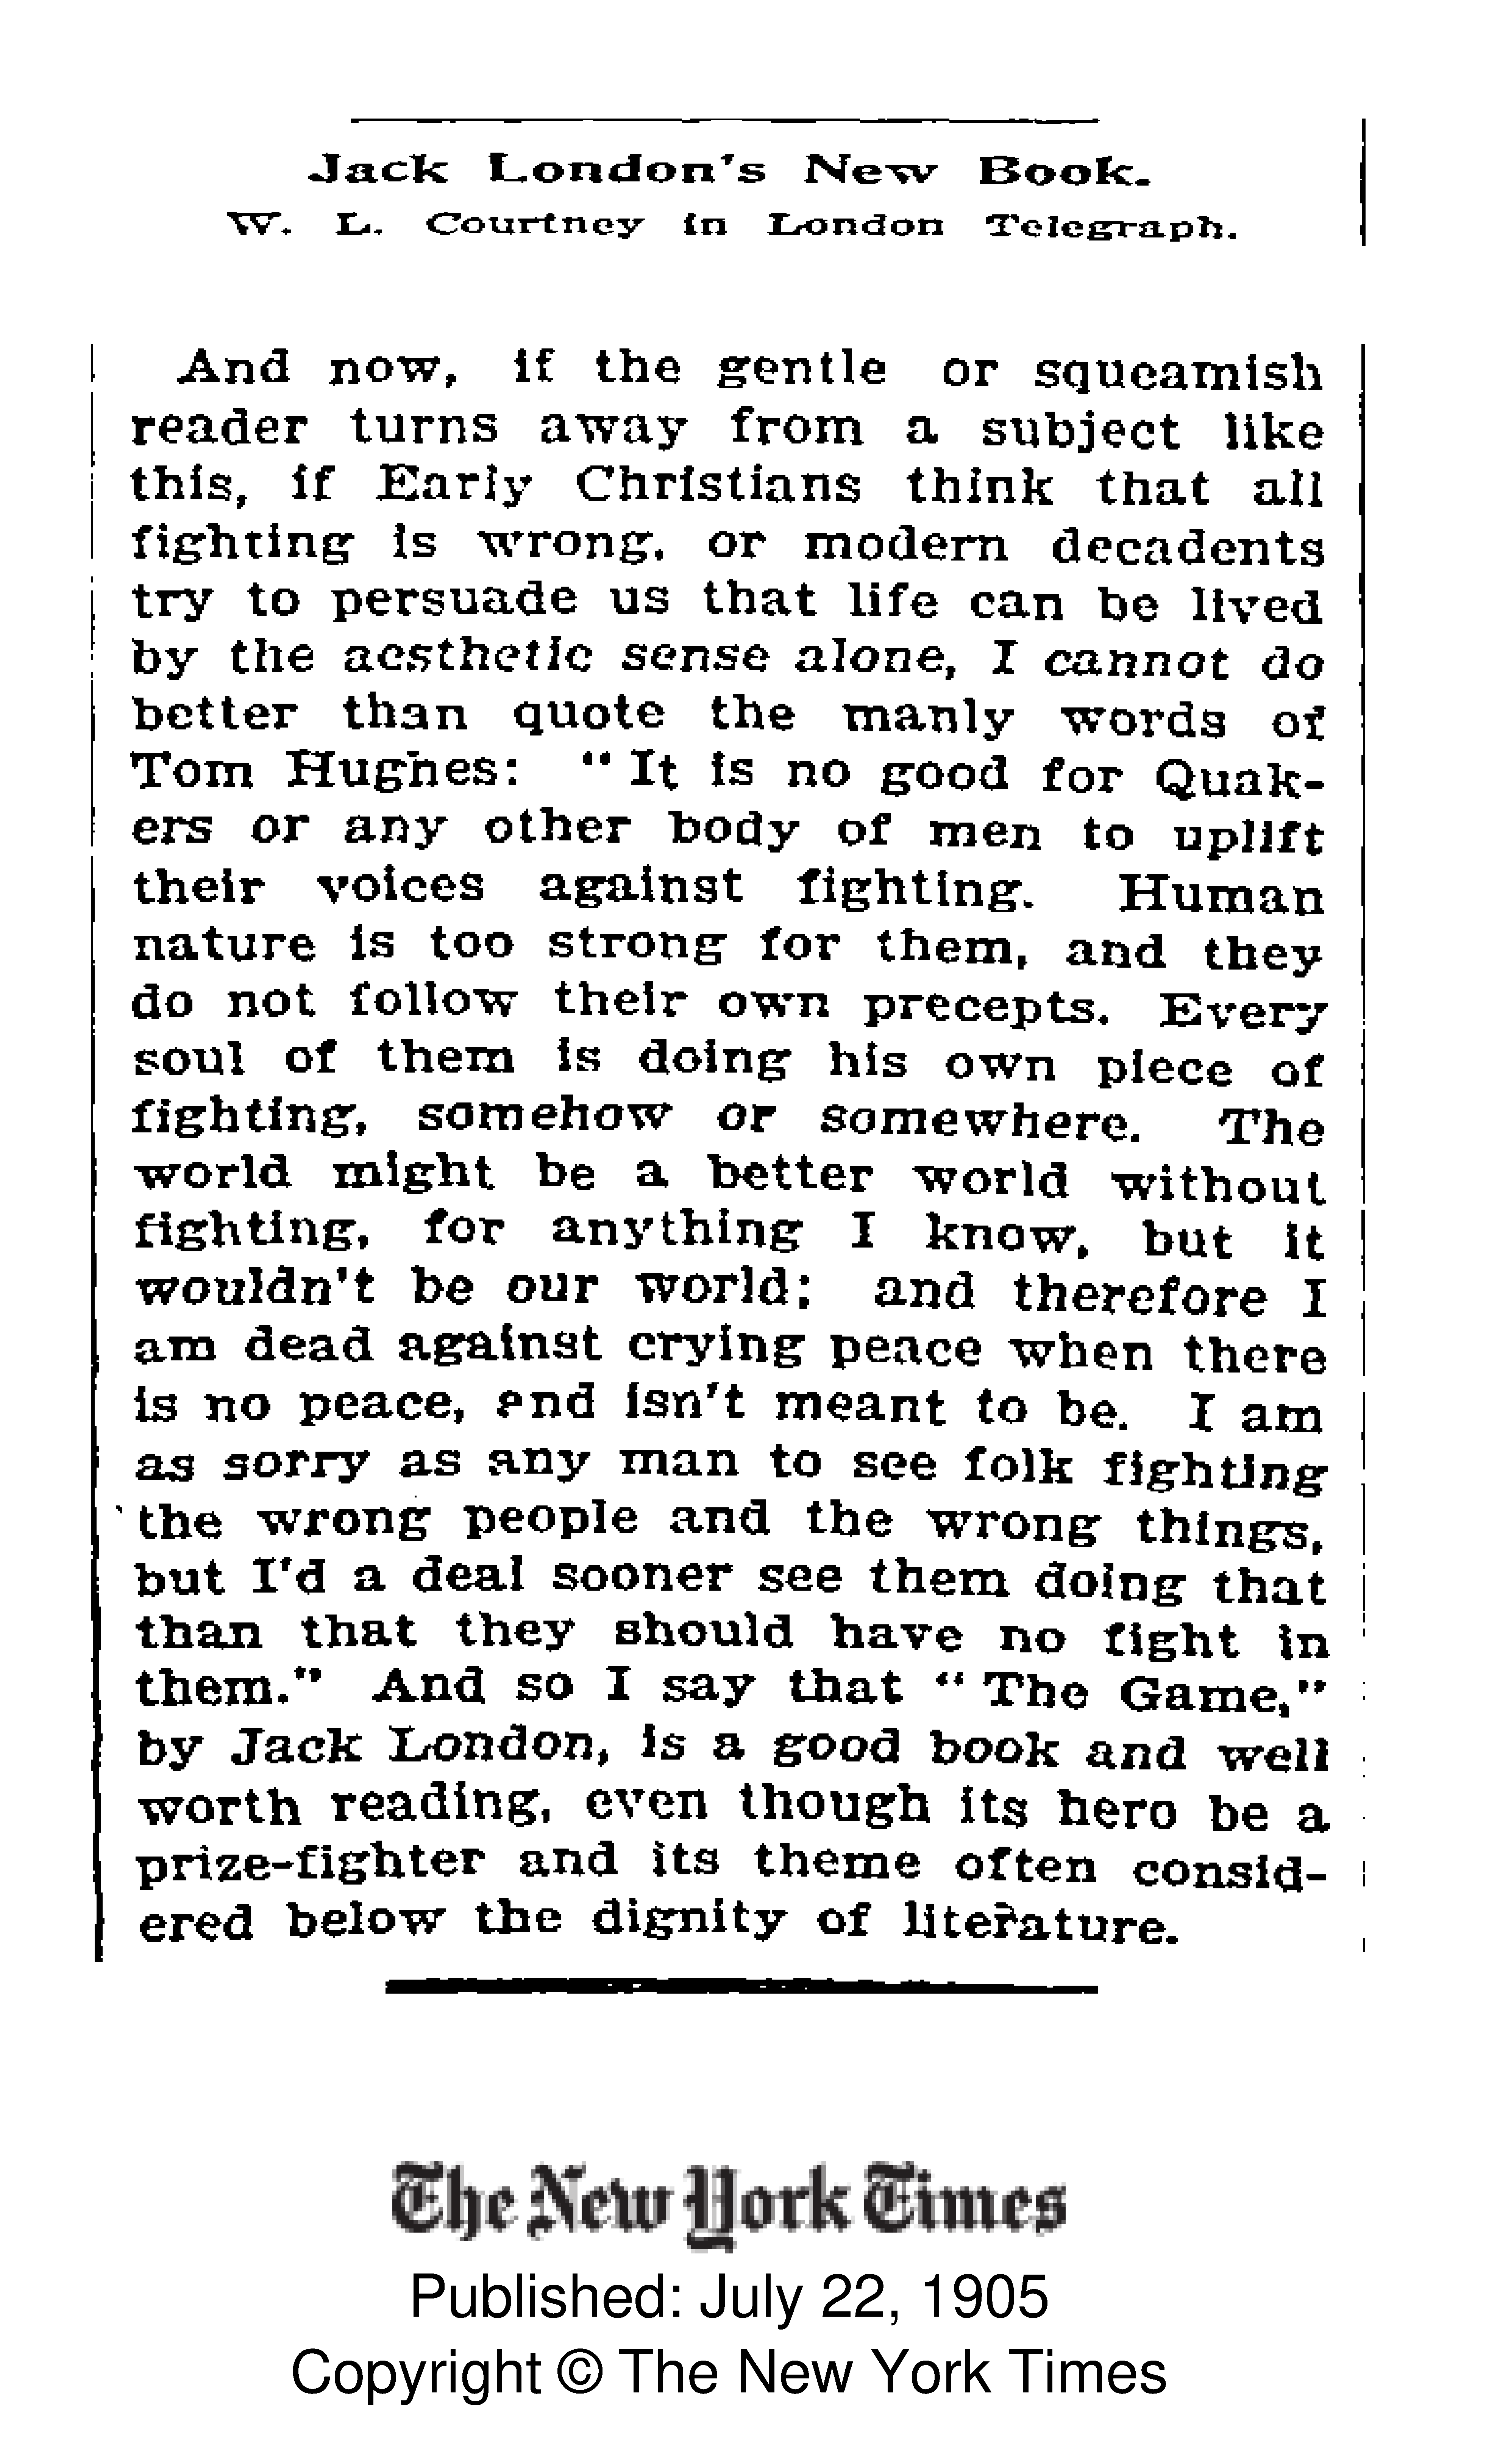 Jack London's New Book.
W. L. Courtney in London Telegraph.
And now, if the gentle or squeamish
reader turns away from a subject like
this, if Early Christians think that all
fighting is wrong, or modern decadents
try to persuade us that life can be lived
by the aesthetic sense alone, I cannot do
better than quote the manly words of
Tom Hughes: "It is no good for Quak-
ers or any other body of men to uplift
their voices against fighting. Human
nature is too strong for them, and they
do not follow their own precepts. Every
soul of them is doing his own piece of
fighting, somehow or somewhere. The
world might be a better world without
fighting, for anything I know, but it
wouldn't be our world; and therefore I
am dead against crying peace when there
is no peace, and isn't meant to be. I am
as sorry as any man to see folk fighting
the wrong people and the wrong things,
but I'd a deal sooner see them doing that
than that they should have no fight in
them." And so I say that "The Game,"
by Jack London, is a good book and well
worth reading, even though its hero be a
prize-fighter and its theme often consid-
ered below the dignity of literature.
The New York Times
Published: July 22, 1905
Copyright © The New York Times